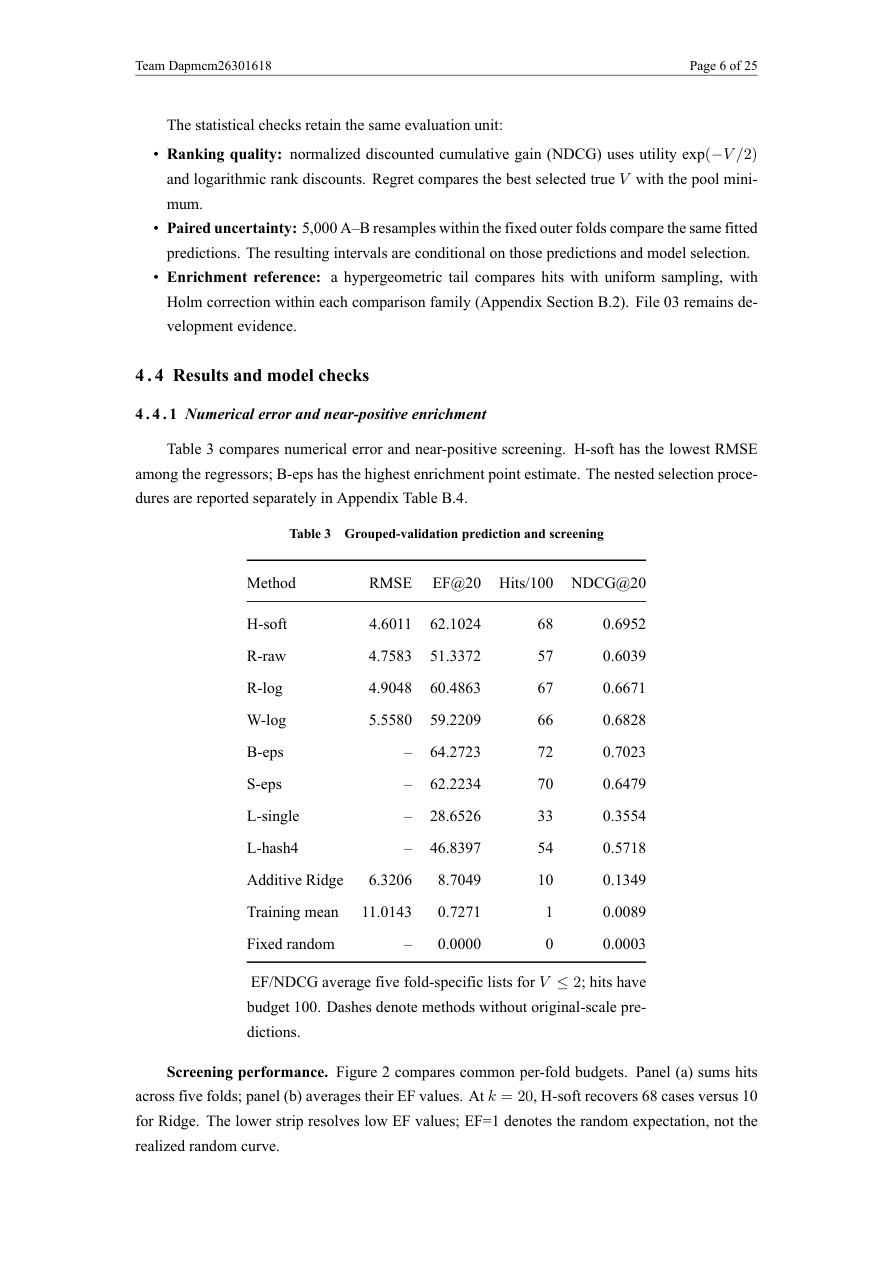 Team Dapmcm26301618 Page 6 of 25
The statistical checks retain the same evaluation unit:
• Ranking quality: normalized discounted cumulative gain (NDCG) uses utility exp(−V/2)
and logarithmic rank discounts. Regret compares the best selected true V with the pool mini-
mum.
• Paired uncertainty: 5,000 A–B resamples within the fixed outer folds compare the same fitted
predictions. The resulting intervals are conditional on those predictions and model selection.
• Enrichment reference: a hypergeometric tail compares hits with uniform sampling, with
Holm correction within each comparison family (Appendix Section B.2). File 03 remains de-
velopment evidence.
4.4 Results and model checks
4.4.1 Numerical error and near-positive enrichment
Table 3 compares numerical error and near-positive screening. H-soft has the lowest RMSE
among the regressors; B-eps has the highest enrichment point estimate. The nested selection proce-
dures are reported separately in Appendix Table B.4.
Table 3 Grouped-validation prediction and screening
Method RMSE EF@20 Hits/100 NDCG@20
H-soft 4.6011 62.1024 68 0.6952
R-raw 4.7583 51.3372 57 0.6039
R-log 4.9048 60.4863 67 0.6671
W-log 5.5580 59.2209 66 0.6828
B-eps – 64.2723 72 0.7023
S-eps – 62.2234 70 0.6479
L-single – 28.6526 33 0.3554
L-hash4 – 46.8397 54 0.5718
Additive Ridge 6.3206 8.7049 10 0.1349
Training mean 11.0143 0.7271 1 0.0089
Fixed random – 0.0000 0 0.0003
EF/NDCG average five fold-specific lists for V ≤ 2; hits have
budget 100. Dashes denote methods without original-scale pre-
dictions.
Screening performance. Figure 2 compares common per-fold budgets. Panel (a) sums hits
across five folds; panel (b) averages their EF values. At k = 20, H-soft recovers 68 cases versus 10
for Ridge. The lower strip resolves low EF values; EF=1 denotes the random expectation, not the
realized random curve.